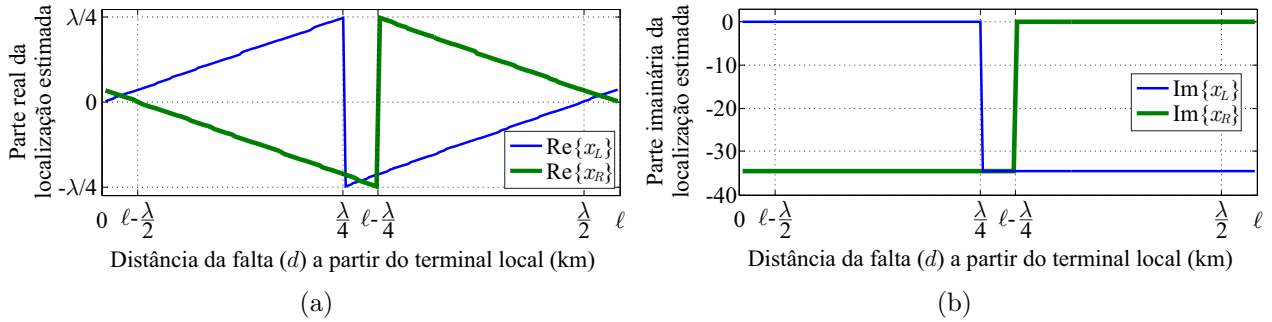 Parte real da
localização estimada
λ/4
0
-λ/4
Re{x_L}
Re{x_R}
0
ℓ-λ/2
λ/4
ℓ-λ/4
λ/2
ℓ
Distância da falta (d) a partir do terminal local (km)
(a)
Parte imainária da
localização estimada
0
-10
-20
-30
-40
Im{x_L}
Im{x_R}
0
ℓ-λ/2
λ/4
ℓ-λ/4
λ/2
ℓ
Distância da falta (d) a partir do terminal local (km)
(b)